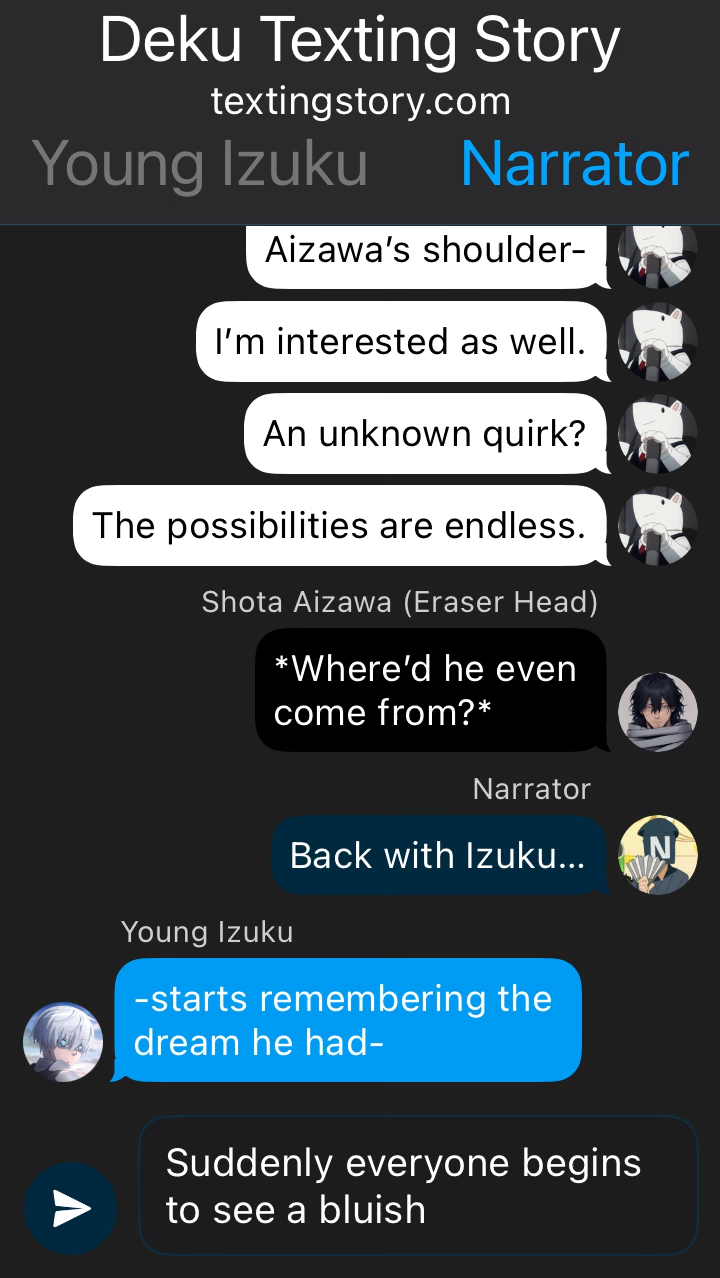 Deku Texting Story
textingstory.com
Young Izuku
Narrator
Aizawa’s shoulder-
I’m interested as well.
An unknown quirk?
The possibilities are endless.
Shota Aizawa (Eraser Head)
*Where’d he even
come from?*
Narrator
Back with Izuku...
N
Young Izuku
-starts remembering the
dream he had-
Suddenly everyone begins
to see a bluish